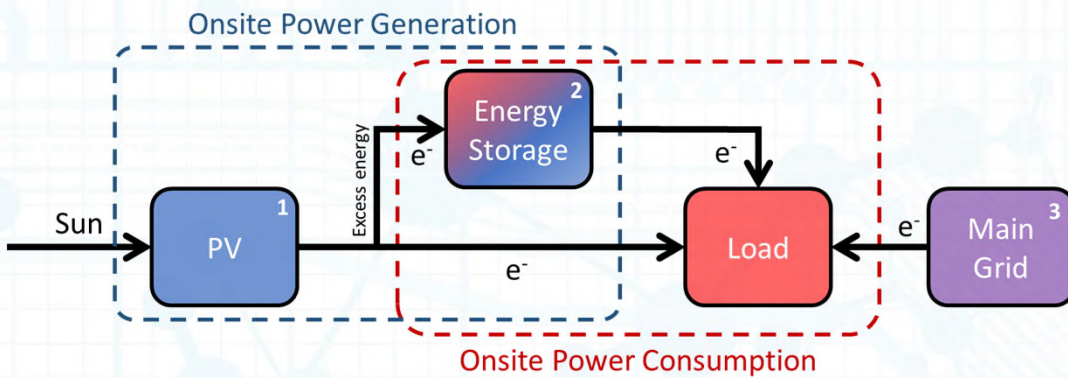 Onsite Power Generation
2
Energy
Storage
Excess energy
e⁻
e⁻
Sun
1
PV
e⁻
Load
e⁻
3
Main
Grid
Onsite Power Consumption